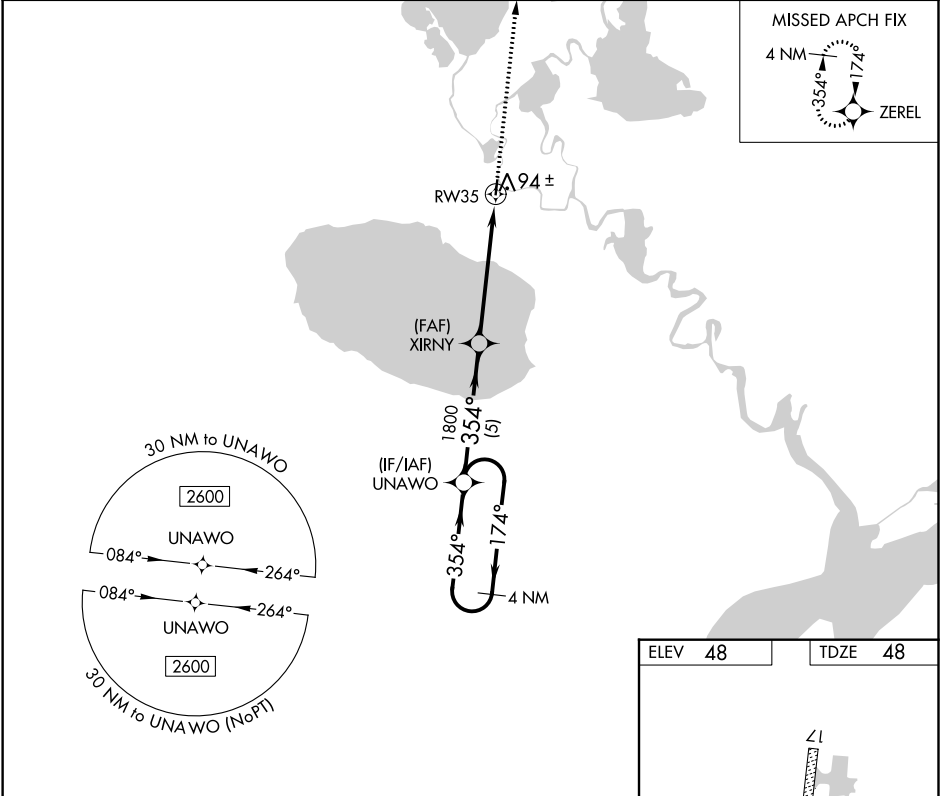 MISSED APCH FIX
4 NM
354°
174°
ZEREL
RW35
94 ±
(FAF)
XIRNY
1800
354°
(5)
(IF/IAF)
UNAWO
354°
174°
4 NM
30 NM to UNAWO
2600
UNAWO
084°
264°
084°
264°
UNAWO
2600
30 NM to UNAWO (NoPT)
ELEV 48
TDZE 48
17